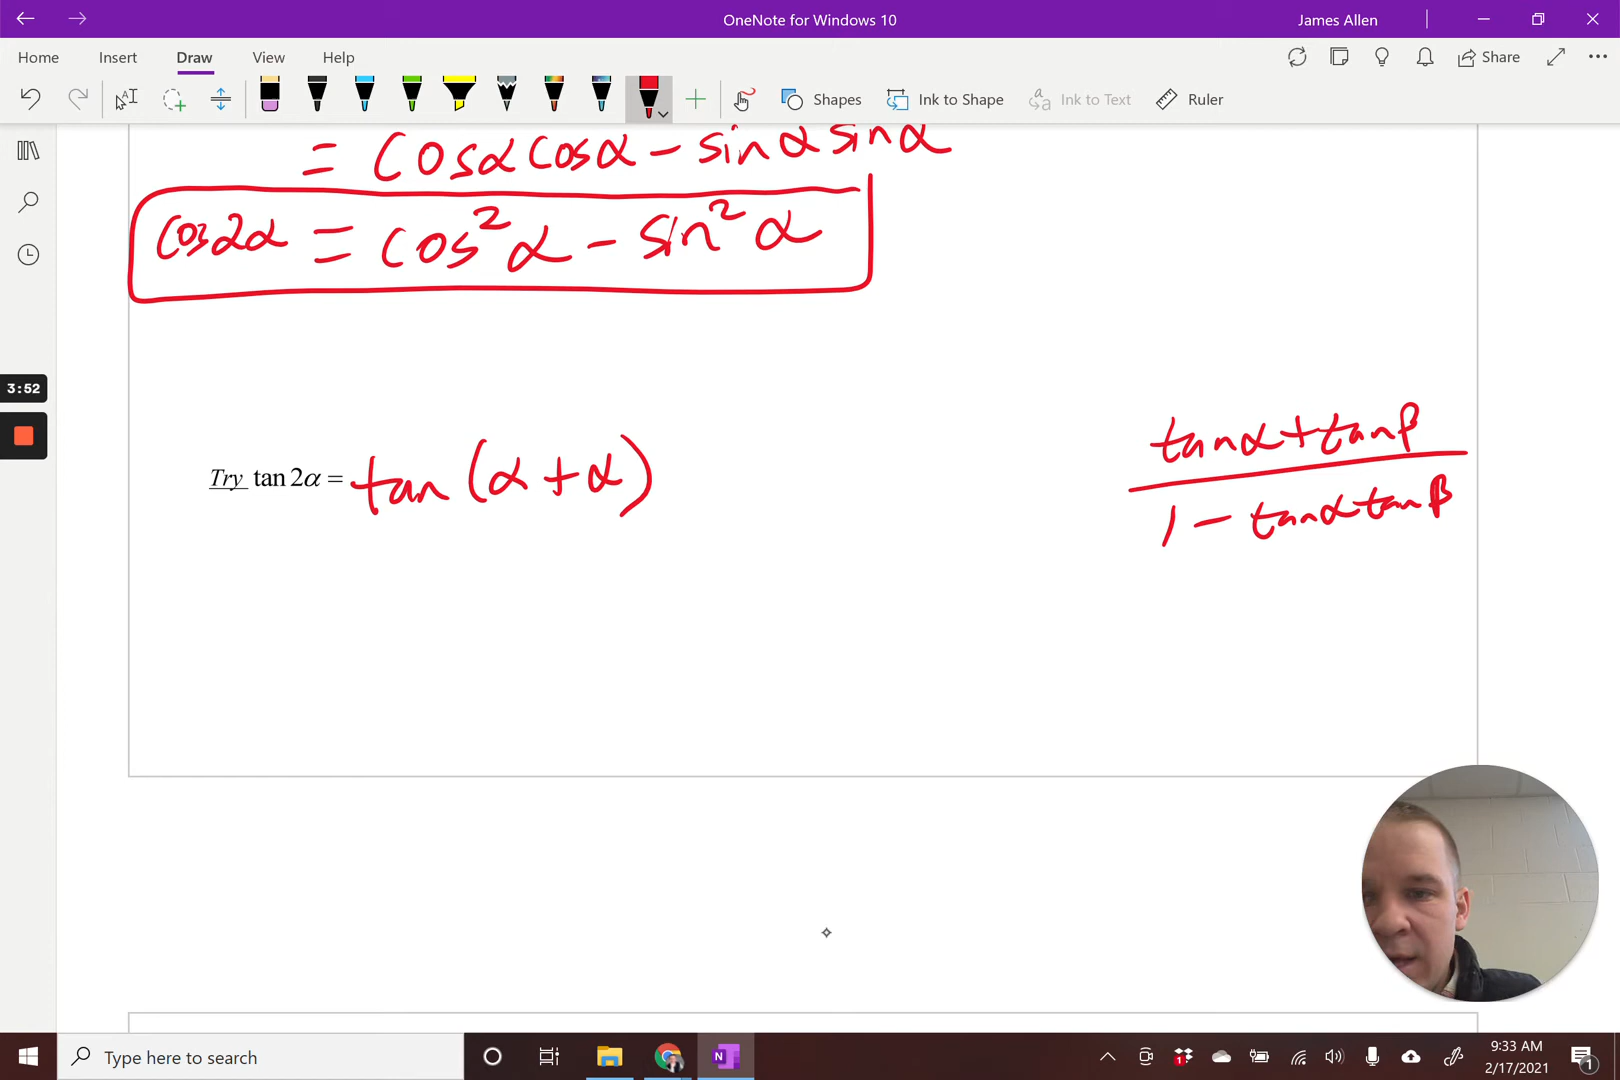 OneNote for Windows 10
James Allen
Home Insert Draw View Help
Share
Shapes Ink to Shape Ink to Text Ruler
= cosα cosα - sinα sinα
cos2α = cos²α - sin²α
3:52
tanα + tanβ
Try tan 2α = tan (α + α)
1 - tanα tanβ
Type here to search
9:33 AM
2/17/2021
1
1